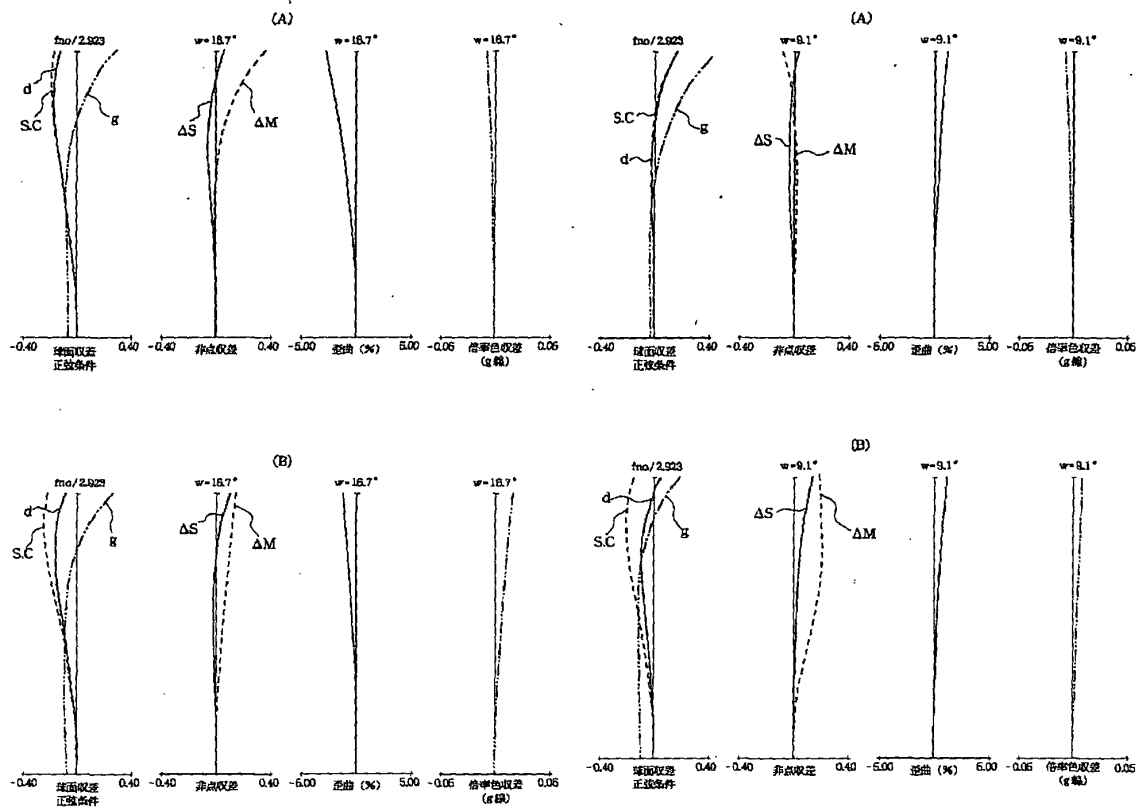 (A)
fno/2.923
w=16.7°
w=16.7°
w=16.7°
d
S.C
g
ΔS
ΔM
-0.40
0.40
-0.40
0.40
-5.00
5.00
-0.05
0.05
球面収差
正弦条件
非点収差
歪曲 (%)
倍率色収差
(g線)
(A)
fno/2.923
w=9.1°
w=9.1°
w=9.1°
S.C
d
g
ΔS
ΔM
-0.40
0.40
-0.40
0.40
-5.00
5.00
-0.05
0.05
球面収差
正弦条件
非点収差
歪曲 (%)
倍率色収差
(g線)
(B)
fno/2.923
w=16.7°
w=16.7°
w=16.7°
d
S.C
g
ΔS
ΔM
-0.40
0.40
-0.40
0.40
-5.00
5.00
-0.05
0.05
球面収差
正弦条件
非点収差
歪曲 (%)
倍率色収差
(g線)
(B)
fno/2.923
w=9.1°
w=9.1°
w=9.1°
d
S.C
g
ΔS
ΔM
-0.40
0.40
-0.40
0.40
-5.00
5.00
-0.05
0.05
球面収差
正弦条件
非点収差
歪曲 (%)
倍率色収差
(g線)